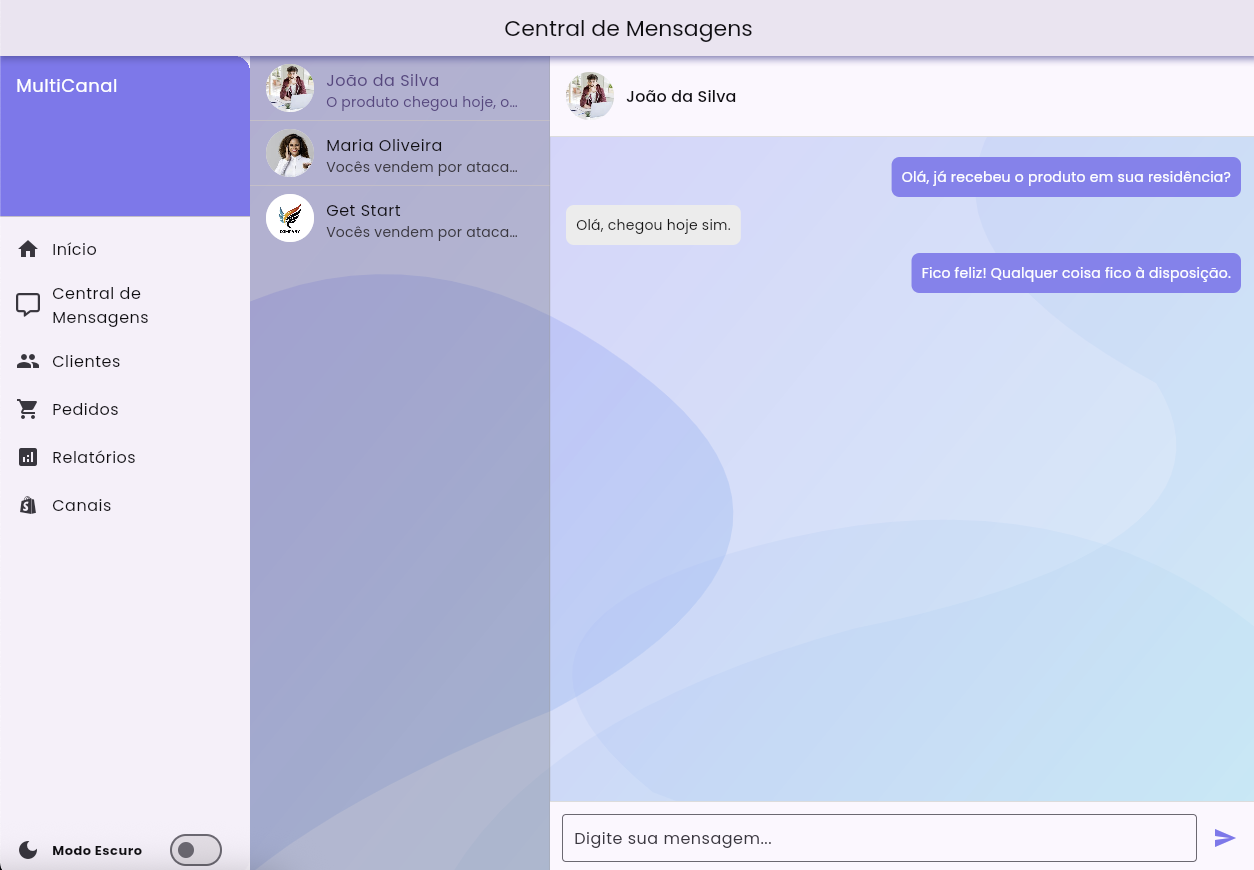 Central de Mensagens
MultiCanal
Início
Central de
Mensagens
Clientes
Pedidos
Relatórios
Canais
Modo Escuro
João da Silva
O produto chegou hoje, o...
Maria Oliveira
Vocês vendem por ataca...
Get Start
Vocês vendem por ataca...
João da Silva
Olá, já recebeu o produto em sua residência?
Olá, chegou hoje sim.
Fico feliz! Qualquer coisa fico à disposição.
Digite sua mensagem...